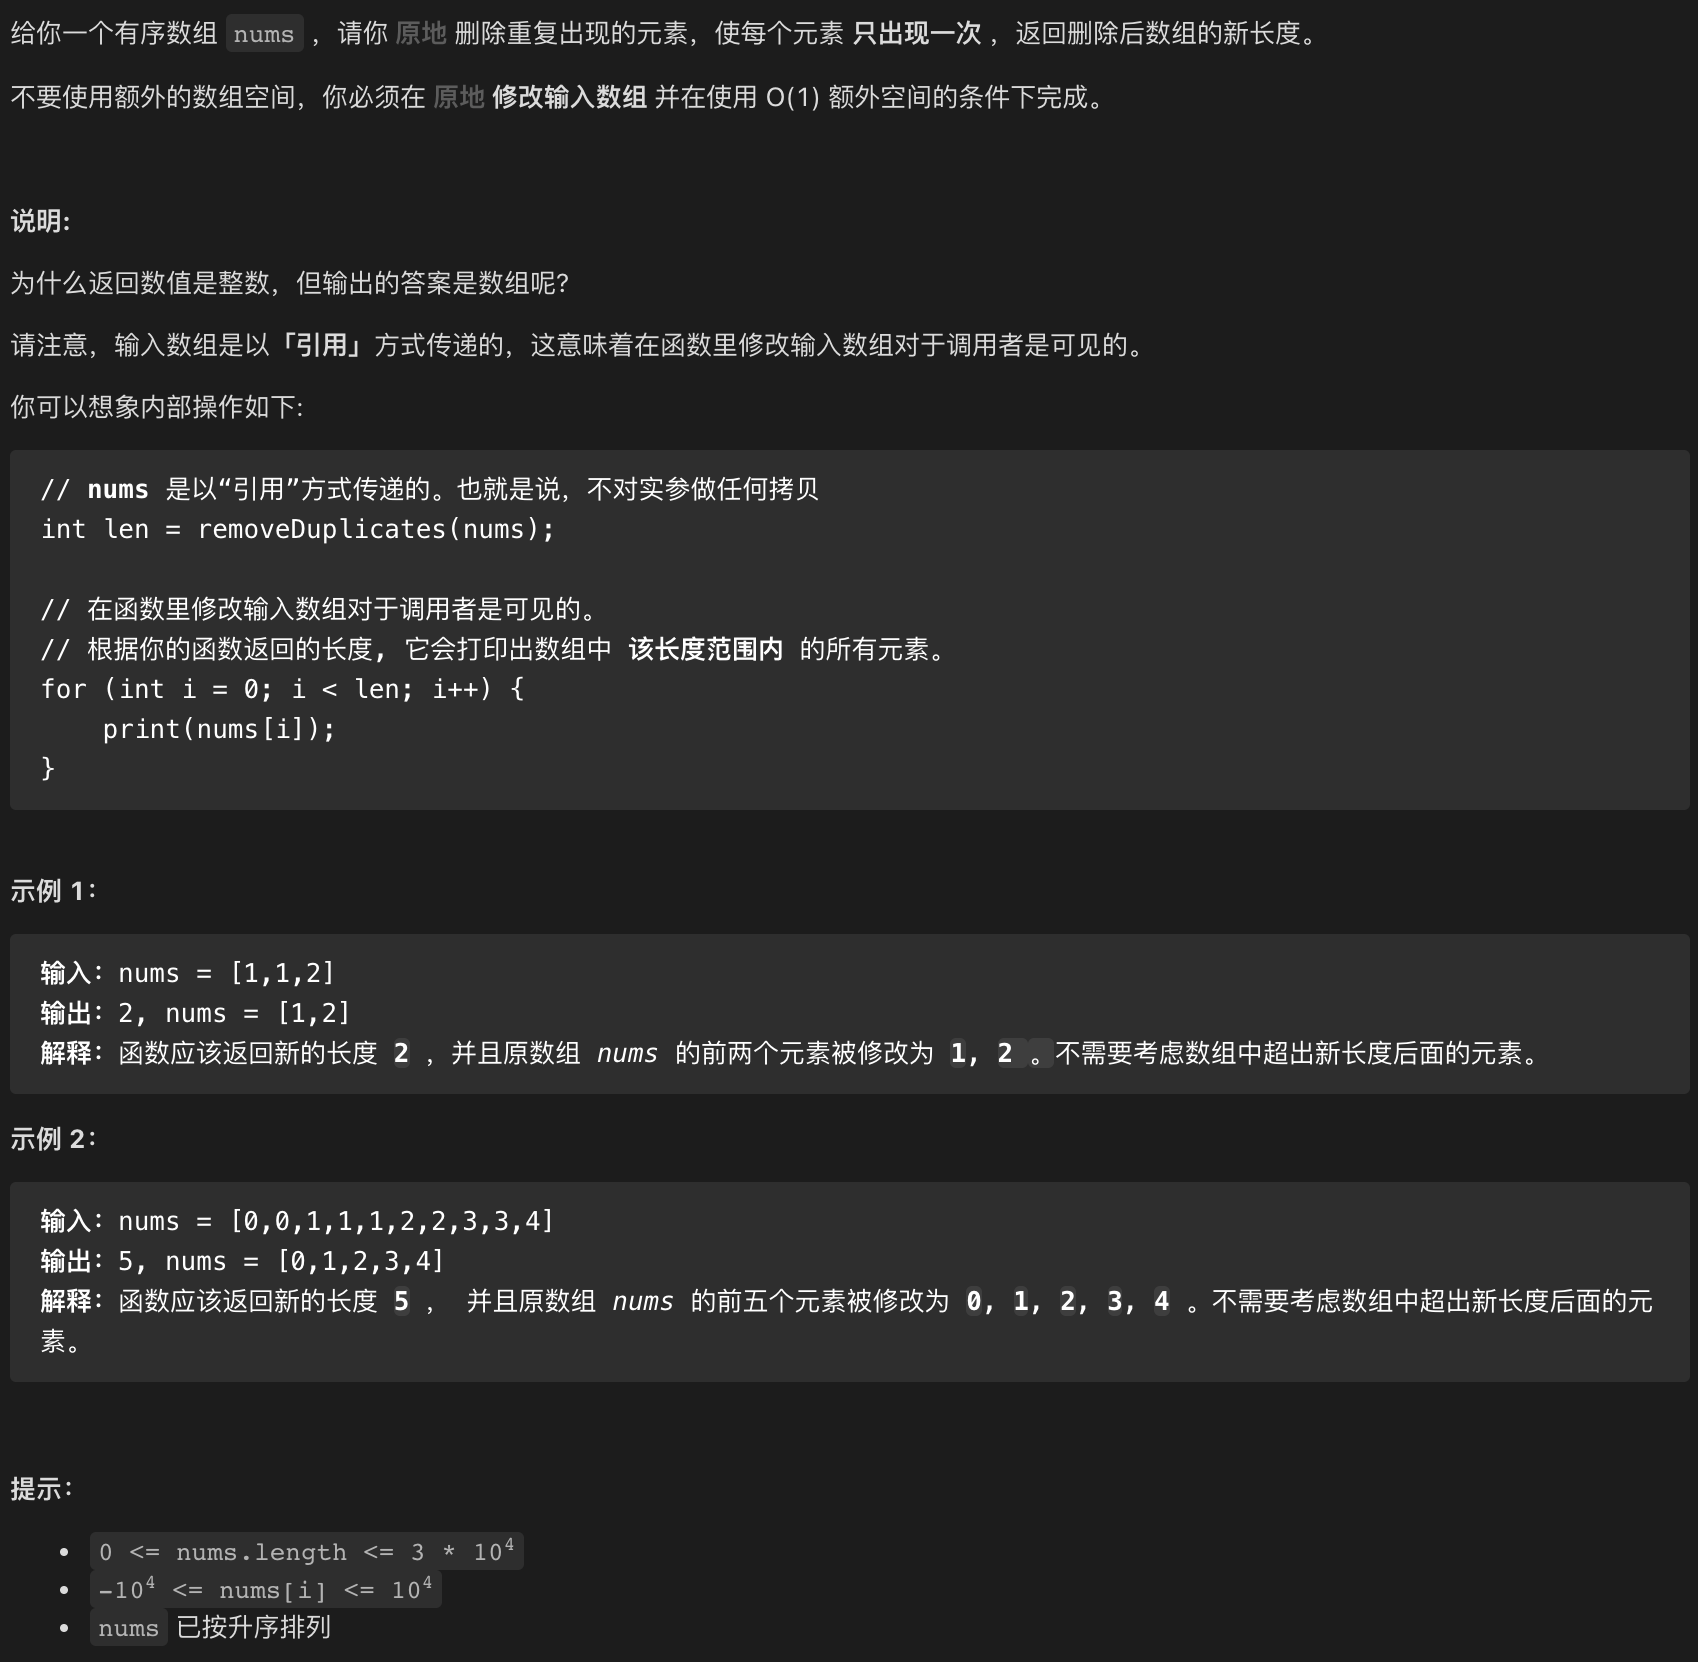 给你一个有序数组 nums ，请你 原地 删除重复出现的元素，使每个元素 只出现一次 ，返回删除后数组的新长度。
不要使用额外的数组空间，你必须在 原地 修改输入数组 并在使用 O(1) 额外空间的条件下完成。
说明:
为什么返回数值是整数，但输出的答案是数组呢?
请注意，输入数组是以「引用」方式传递的，这意味着在函数里修改输入数组对于调用者是可见的。
你可以想象内部操作如下:
// nums 是以“引用”方式传递的。也就是说，不对实参做任何拷贝
int len = removeDuplicates(nums);
// 在函数里修改输入数组对于调用者是可见的。
// 根据你的函数返回的长度, 它会打印出数组中 该长度范围内 的所有元素。
for (int i = 0; i < len; i++) {
    print(nums[i]);
}
示例 1：
输入：nums = [1,1,2]
输出：2, nums = [1,2]
解释：函数应该返回新的长度 2 ，并且原数组 nums 的前两个元素被修改为 1, 2 。不需要考虑数组中超出新长度后面的元素。
示例 2：
输入：nums = [0,0,1,1,1,2,2,3,3,4]
输出：5, nums = [0,1,2,3,4]
解释：函数应该返回新的长度 5 ， 并且原数组 nums 的前五个元素被修改为 0, 1, 2, 3, 4 。不需要考虑数组中超出新长度后面的元
素。
提示：
• 0 <= nums.length <= 3 * 10⁴
• -10⁴ <= nums[i] <= 10⁴
• nums 已按升序排列